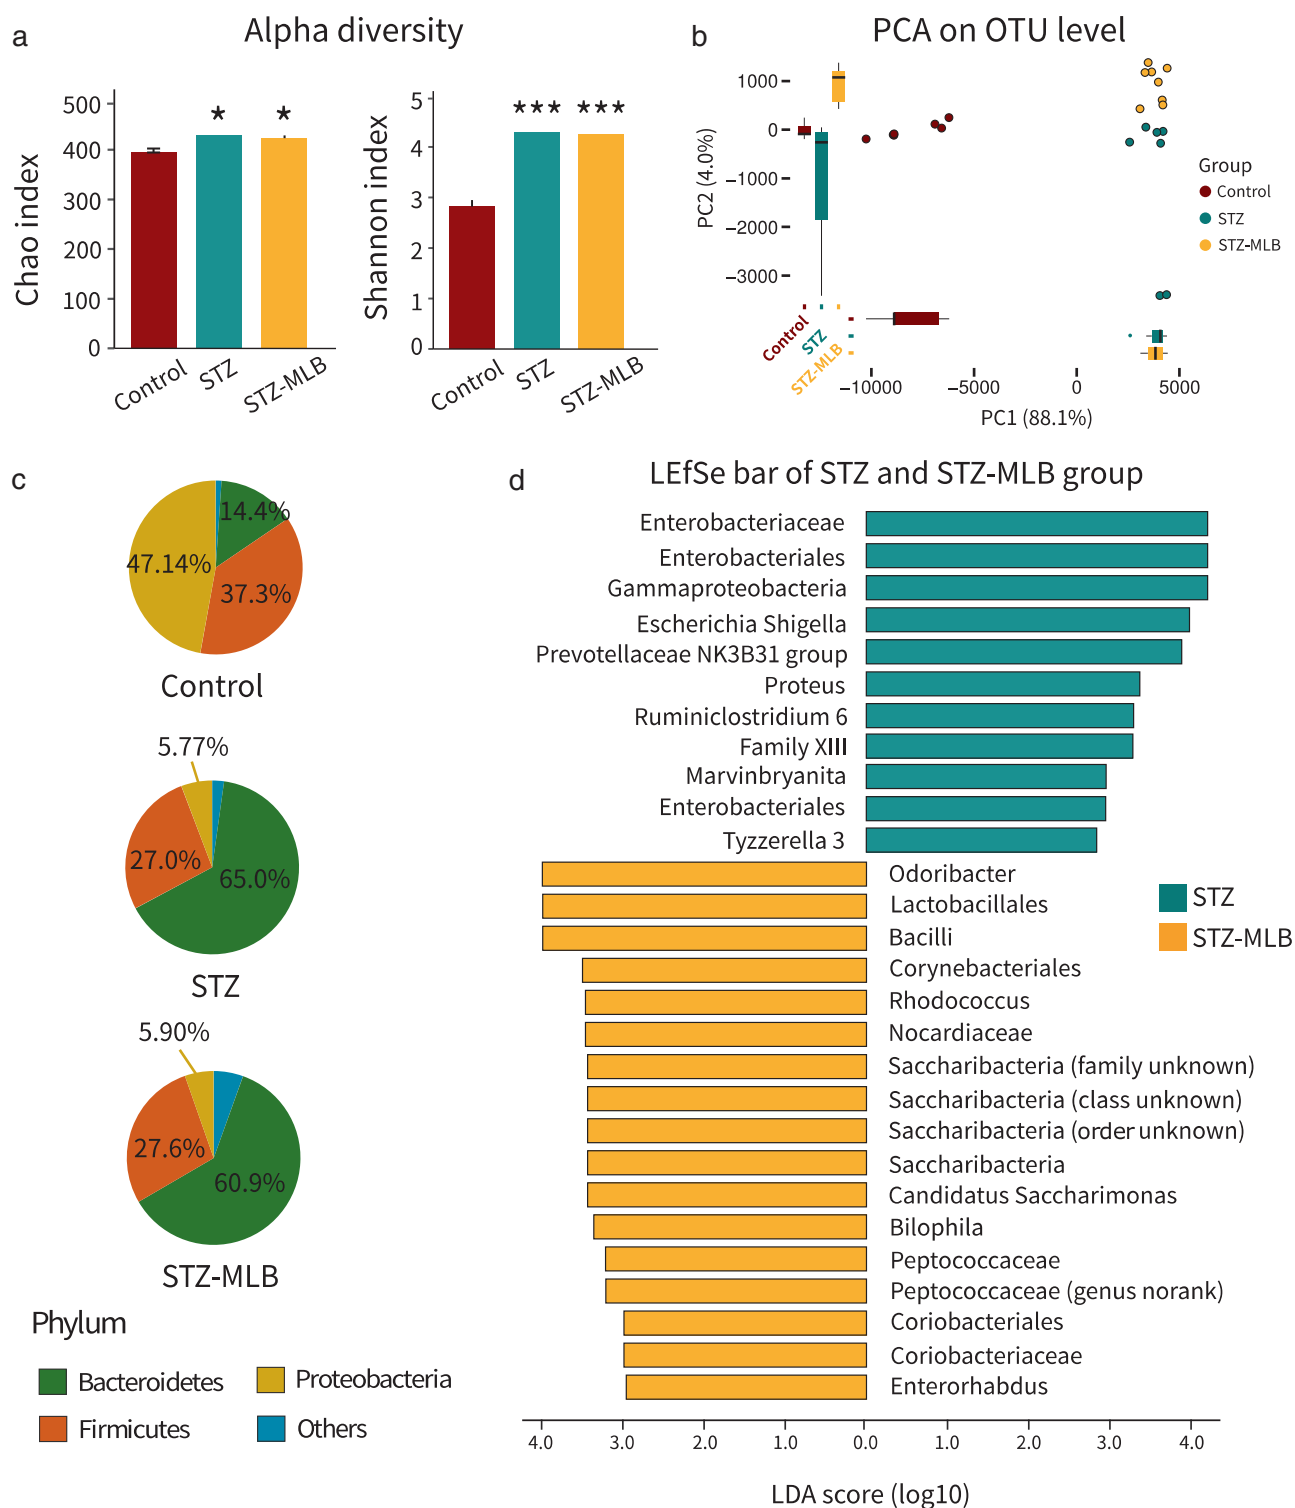 a
Alpha diversity
Chao index
500
400
300
200
100
0
*
*
Control
STZ
STZ-MLB
Shannon index
5
4
3
2
1
0
***
***
Control
STZ
STZ-MLB
b
PCA on OTU level
PC2 (4.0%)
1000
0
−1000
−2000
−3000
Control
STZ
STZ-MLB
−10000
−5000
0
5000
PC1 (88.1%)
Group
Control
STZ
STZ-MLB
c
14.4%
47.14%
37.3%
Control
5.77%
27.0%
65.0%
STZ
5.90%
27.6%
60.9%
STZ-MLB
Phylum
Bacteroidetes
Proteobacteria
Firmicutes
Others
d
LEfSe bar of STZ and STZ-MLB group
Enterobacteriaceae
Enterobacteriales
Gammaproteobacteria
Escherichia Shigella
Prevotellaceae NK3B31 group
Proteus
Ruminiclostridium 6
Family XIII
Marvinbryanita
Enterobacteriales
Tyzzerella 3
Odoribacter
Lactobacillales
Bacilli
Corynebacteriales
Rhodococcus
Nocardiaceae
Saccharibacteria (family unknown)
Saccharibacteria (class unknown)
Saccharibacteria (order unknown)
Saccharibacteria
Candidatus Saccharimonas
Bilophila
Peptococcaceae
Peptococcaceae (genus norank)
Coriobacteriales
Coriobacteriaceae
Enterorhabdus
STZ
STZ-MLB
4.0
3.0
2.0
1.0
0.0
1.0
2.0
3.0
4.0
LDA score (log10)